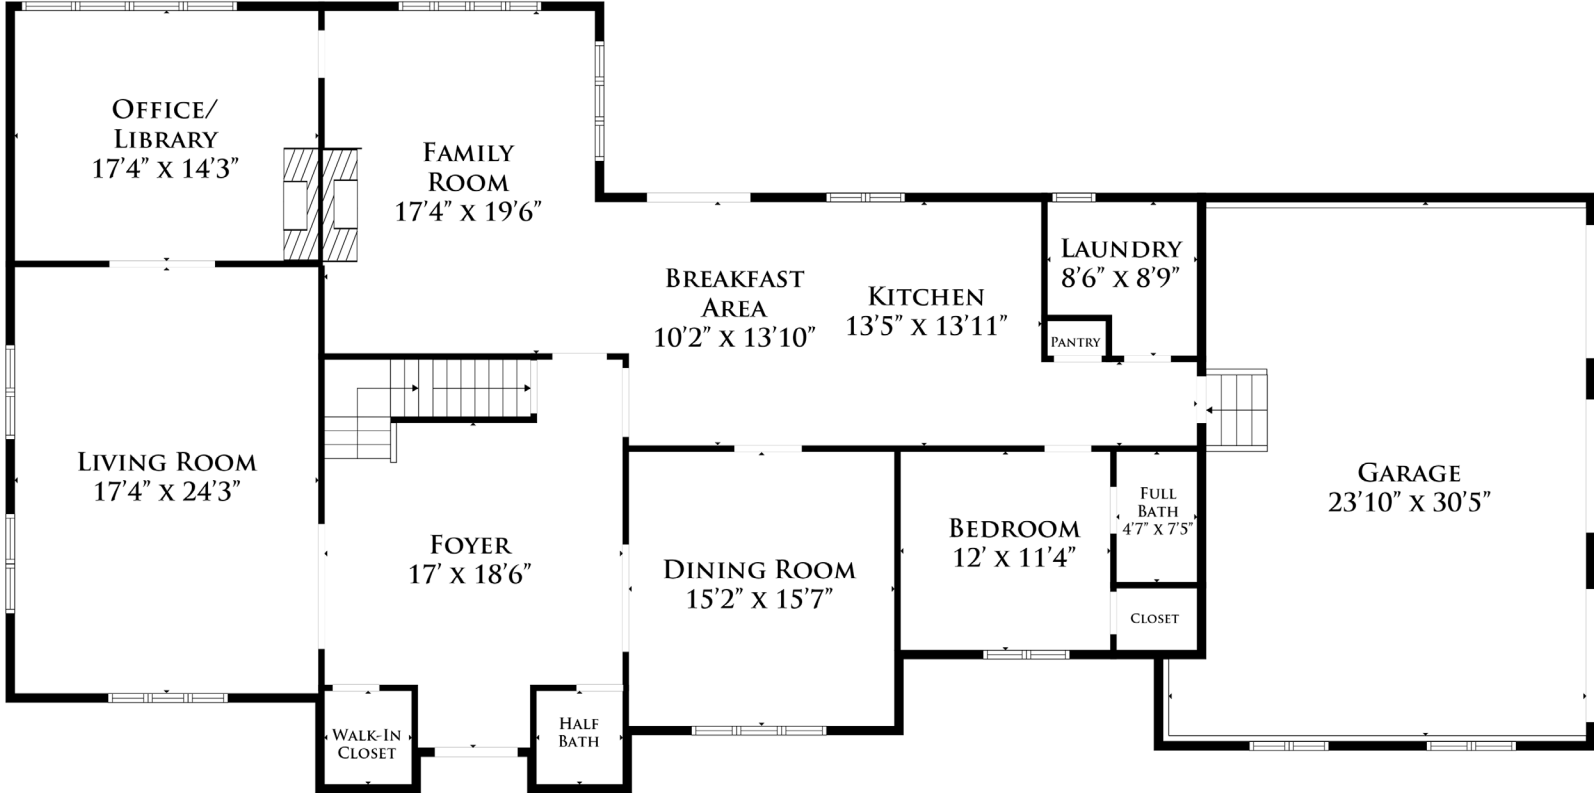 OFFICE/
LIBRARY
17'4" X 14'3"
FAMILY
ROOM
17'4" X 19'6"
BREAKFAST
AREA
10'2" X 13'10"
KITCHEN
13'5" X 13'11"
LAUNDRY
8'6" X 8'9"
PANTRY
LIVING ROOM
17'4" X 24'3"
FOYER
17' X 18'6"
DINING ROOM
15'2" X 15'7"
BEDROOM
12' X 11'4"
FULL
BATH
4'7" X 7'5"
CLOSET
GARAGE
23'10" X 30'5"
WALK-IN
CLOSET
HALF
BATH